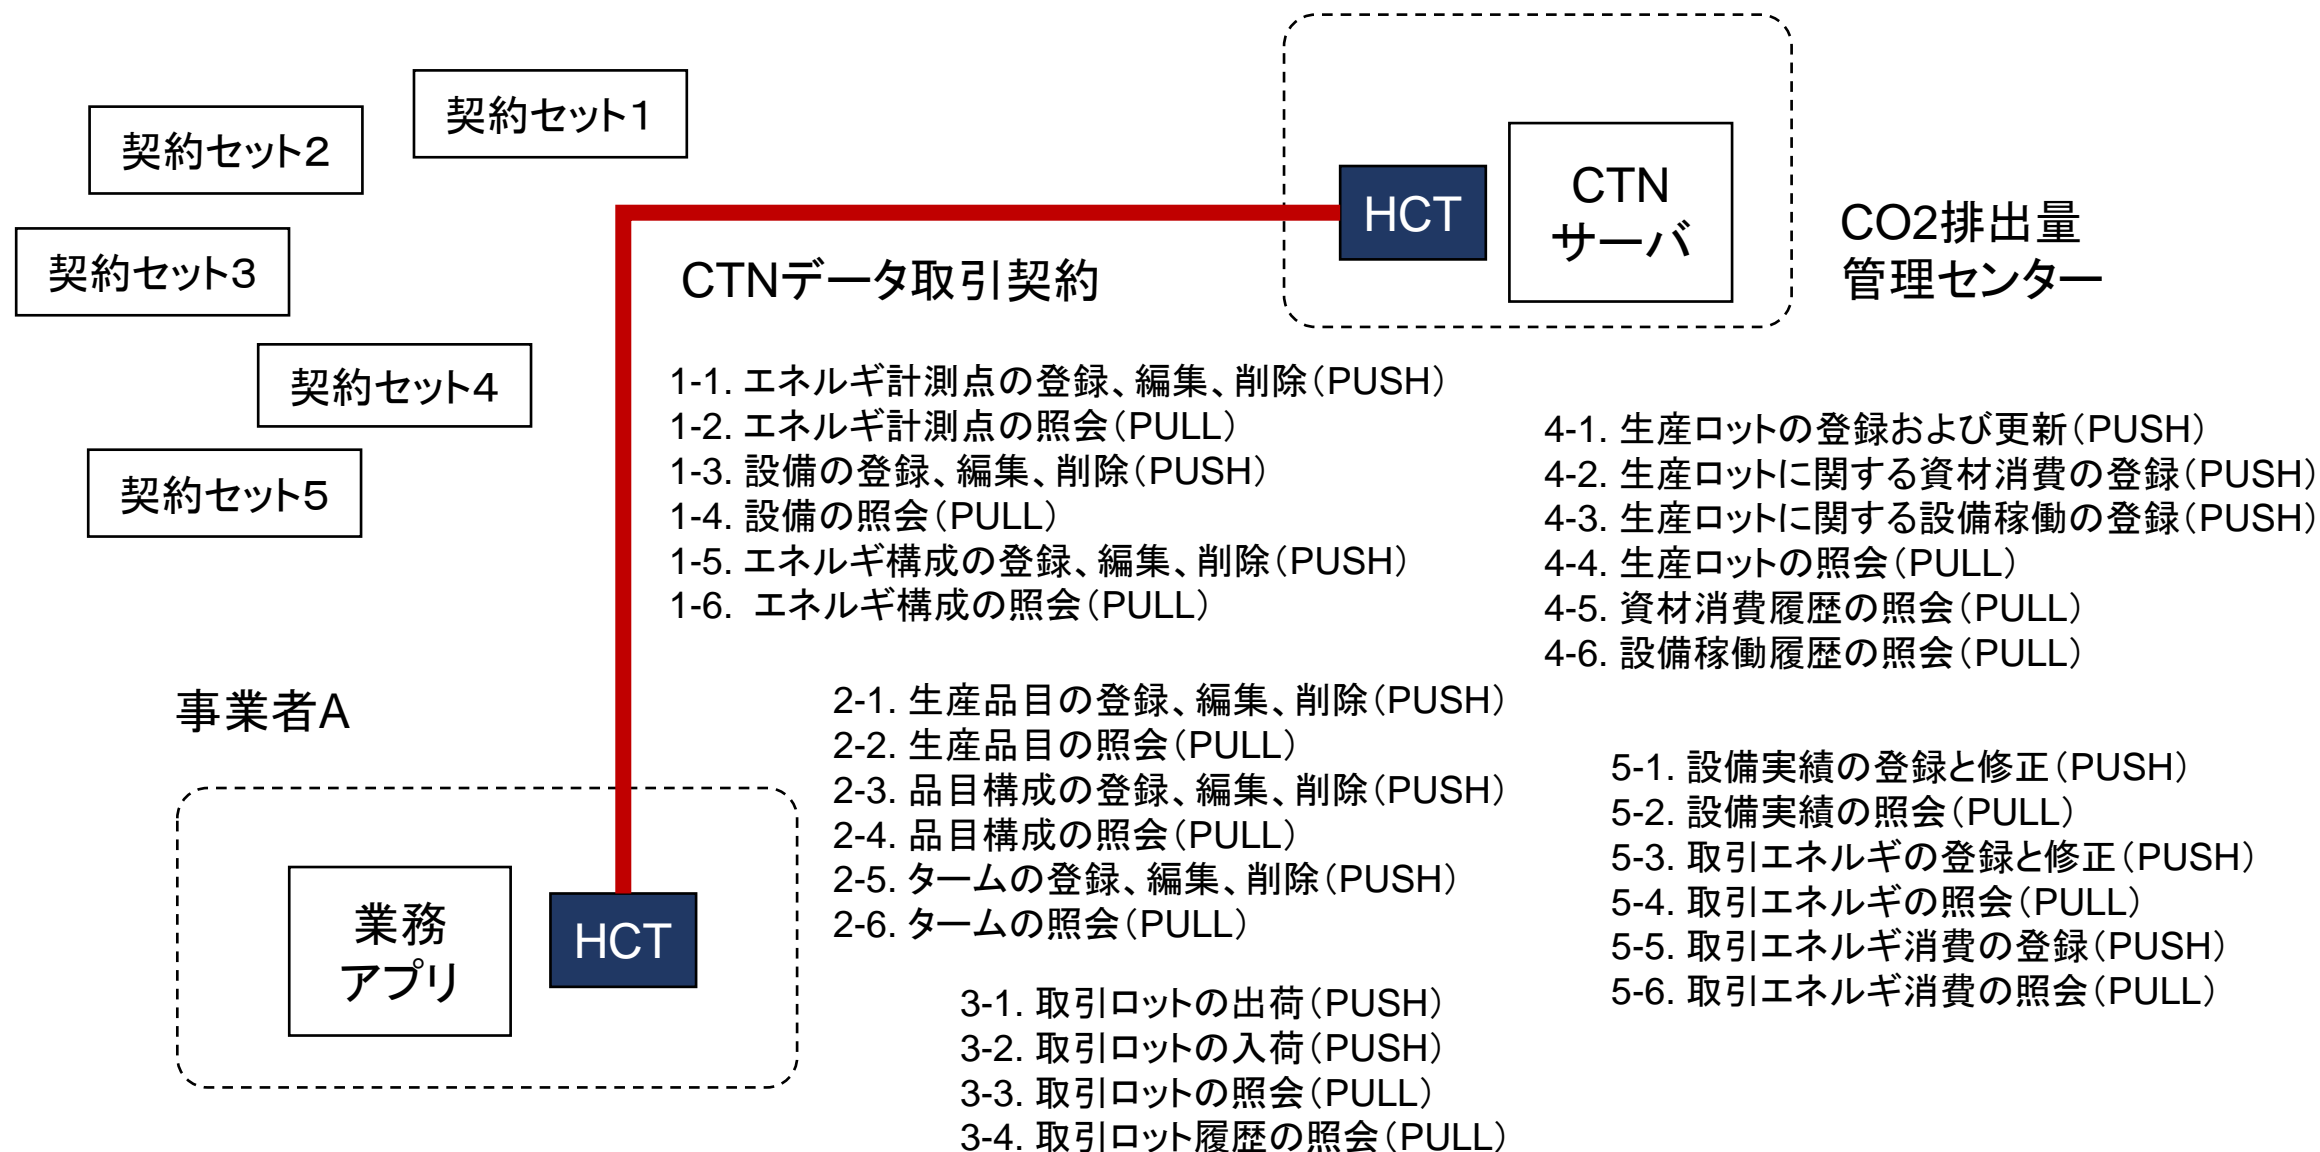 契約セット１
契約セット２
契約セット３
契約セット４
契約セット５
HCT
CTN
サーバ
CO2排出量
管理センター
CTNデータ取引契約
1-1. エネルギ計測点の登録、編集、削除（PUSH）
1-2. エネルギ計測点の照会（PULL）
1-3. 設備の登録、編集、削除（PUSH）
1-4. 設備の照会（PULL）
1-5. エネルギ構成の登録、編集、削除（PUSH）
1-6. エネルギ構成の照会（PULL）
4-1. 生産ロットの登録および更新（PUSH）
4-2. 生産ロットに関する資材消費の登録（PUSH）
4-3. 生産ロットに関する設備稼働の登録（PUSH）
4-4. 生産ロットの照会（PULL）
4-5. 資材消費履歴の照会（PULL）
4-6. 設備稼働履歴の照会（PULL）
事業者A
業務
アプリ
HCT
2-1. 生産品目の登録、編集、削除（PUSH）
2-2. 生産品目の照会（PULL）
2-3. 品目構成の登録、編集、削除（PUSH）
2-4. 品目構成の照会（PULL）
2-5. タームの登録、編集、削除（PUSH）
2-6. タームの照会（PULL）
5-1. 設備実績の登録と修正（PUSH）
5-2. 設備実績の照会（PULL）
5-3. 取引エネルギの登録と修正（PUSH）
5-4. 取引エネルギの照会（PULL）
5-5. 取引エネルギ消費の登録（PUSH）
5-6. 取引エネルギ消費の照会（PULL）
3-1. 取引ロットの出荷（PUSH）
3-2. 取引ロットの入荷（PUSH）
3-3. 取引ロットの照会（PULL）
3-4. 取引ロット履歴の照会（PULL）